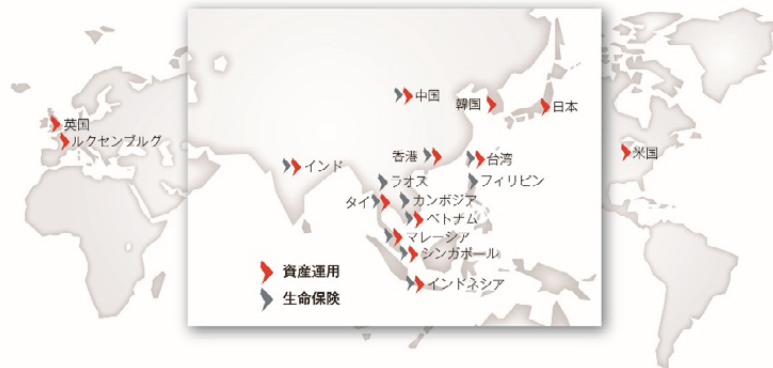 中国
韓国
日本
英国
ルクセンブルグ
米国
香港
台湾
インド
ラオス
フィリピン
タイ
カンボジア
ベトナム
マレーシア
シンガポール
インドネシア
資産運用
生命保険